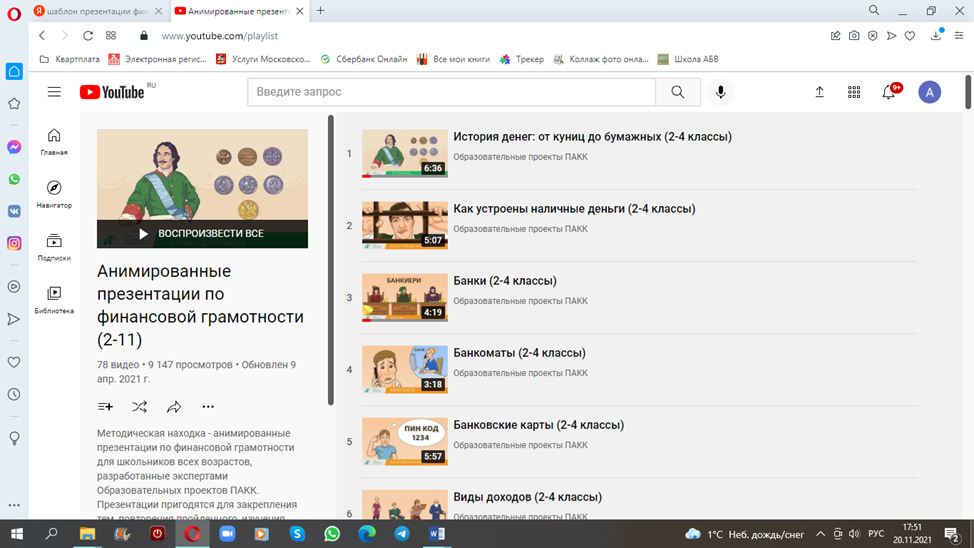 шаблон презентации фин
Анимированные презента
www.youtube.com/playlist
Квартплата
Электронная регис...
Услуги Московско...
Сбербанк Онлайн
Все мои книги
Трекер
Коллаж фото онла...
Школа АБВ
YouTube RU
Введите запрос
9+
A
Главная
Навигатор
Подписки
Библиотека
ВОСПРОИЗВЕСТИ ВСЕ
Анимированные
презентации по
финансовой грамотности
(2-11)
78 видео • 9 147 просмотров • Обновлен 9
апр. 2021 г.
Методическая находка - анимированные
презентации по финансовой грамотности
для школьников всех возрастов,
разработанные экспертами
Образовательных проектов ПАКК.
Презентации пригодятся для закрепления
тем, повторения пройденного, изучения
1
6:36
История денег: от куниц до бумажных (2-4 классы)
Образовательные проекты ПАКК
2
5:07
Как устроены наличные деньги (2-4 классы)
Образовательные проекты ПАКК
3
БАНКИЕРИ
4:19
Банки (2-4 классы)
Образовательные проекты ПАКК
4
3:18
Банкоматы (2-4 классы)
Образовательные проекты ПАКК
5
ПИН КОД
1234
5:57
Банковские карты (2-4 классы)
Образовательные проекты ПАКК
6
Виды доходов (2-4 классы)
Образовательные проекты ПАКК
1°C Неб. дождь/снег
РУС
17:51
20.11.2021
2